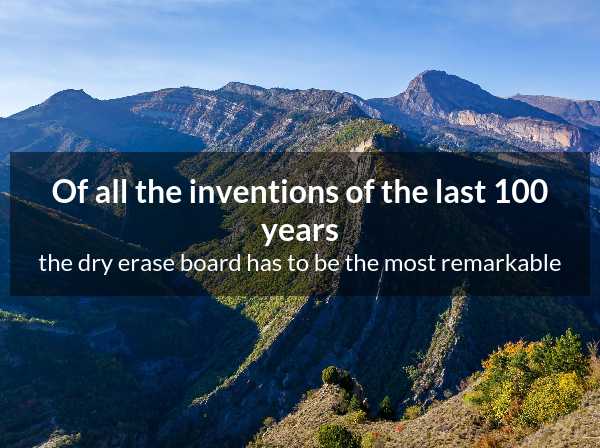 Of all the inventions of the last 100
years
the dry erase board has to be the most remarkable